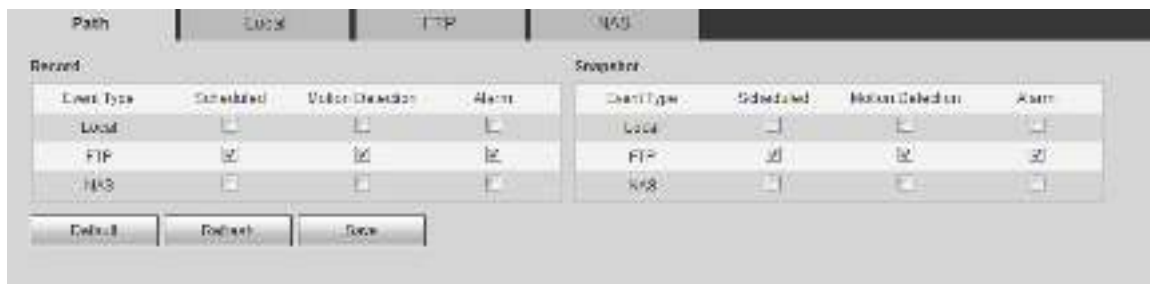 Path Local FTP NAS
Record
Event Type Scheduled Motion Detection Alarm
Local
FTP
NAS
Snapshot
Event Type Scheduled Motion Detection Alarm
Local
FTP
NAS
Default Refresh Save